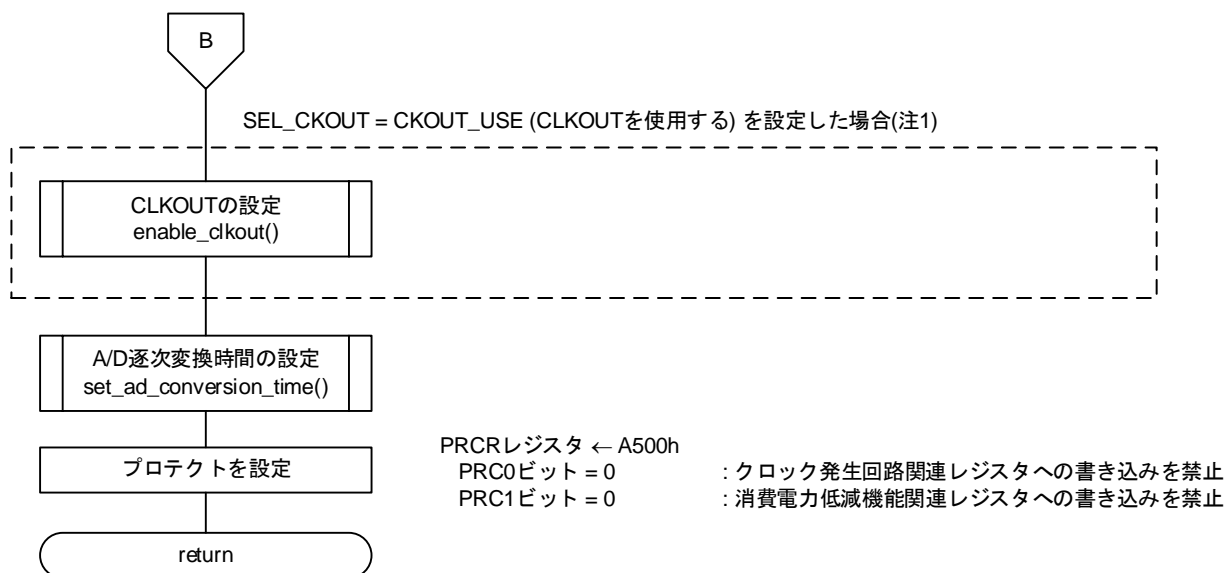 B
SEL_CKOUT = CKOUT_USE (CLKOUTを使用する) を設定した場合(注1)
CLKOUTの設定
enable_clkout()
A/D逐次変換時間の設定
set_ad_conversion_time()
プロテクトを設定
PRCRレジスタ ← A500h
PRC0ビット = 0 : クロック発生回路関連レジスタへの書き込みを禁止
PRC1ビット = 0 : 消費電力低減機能関連レジスタへの書き込みを禁止
return